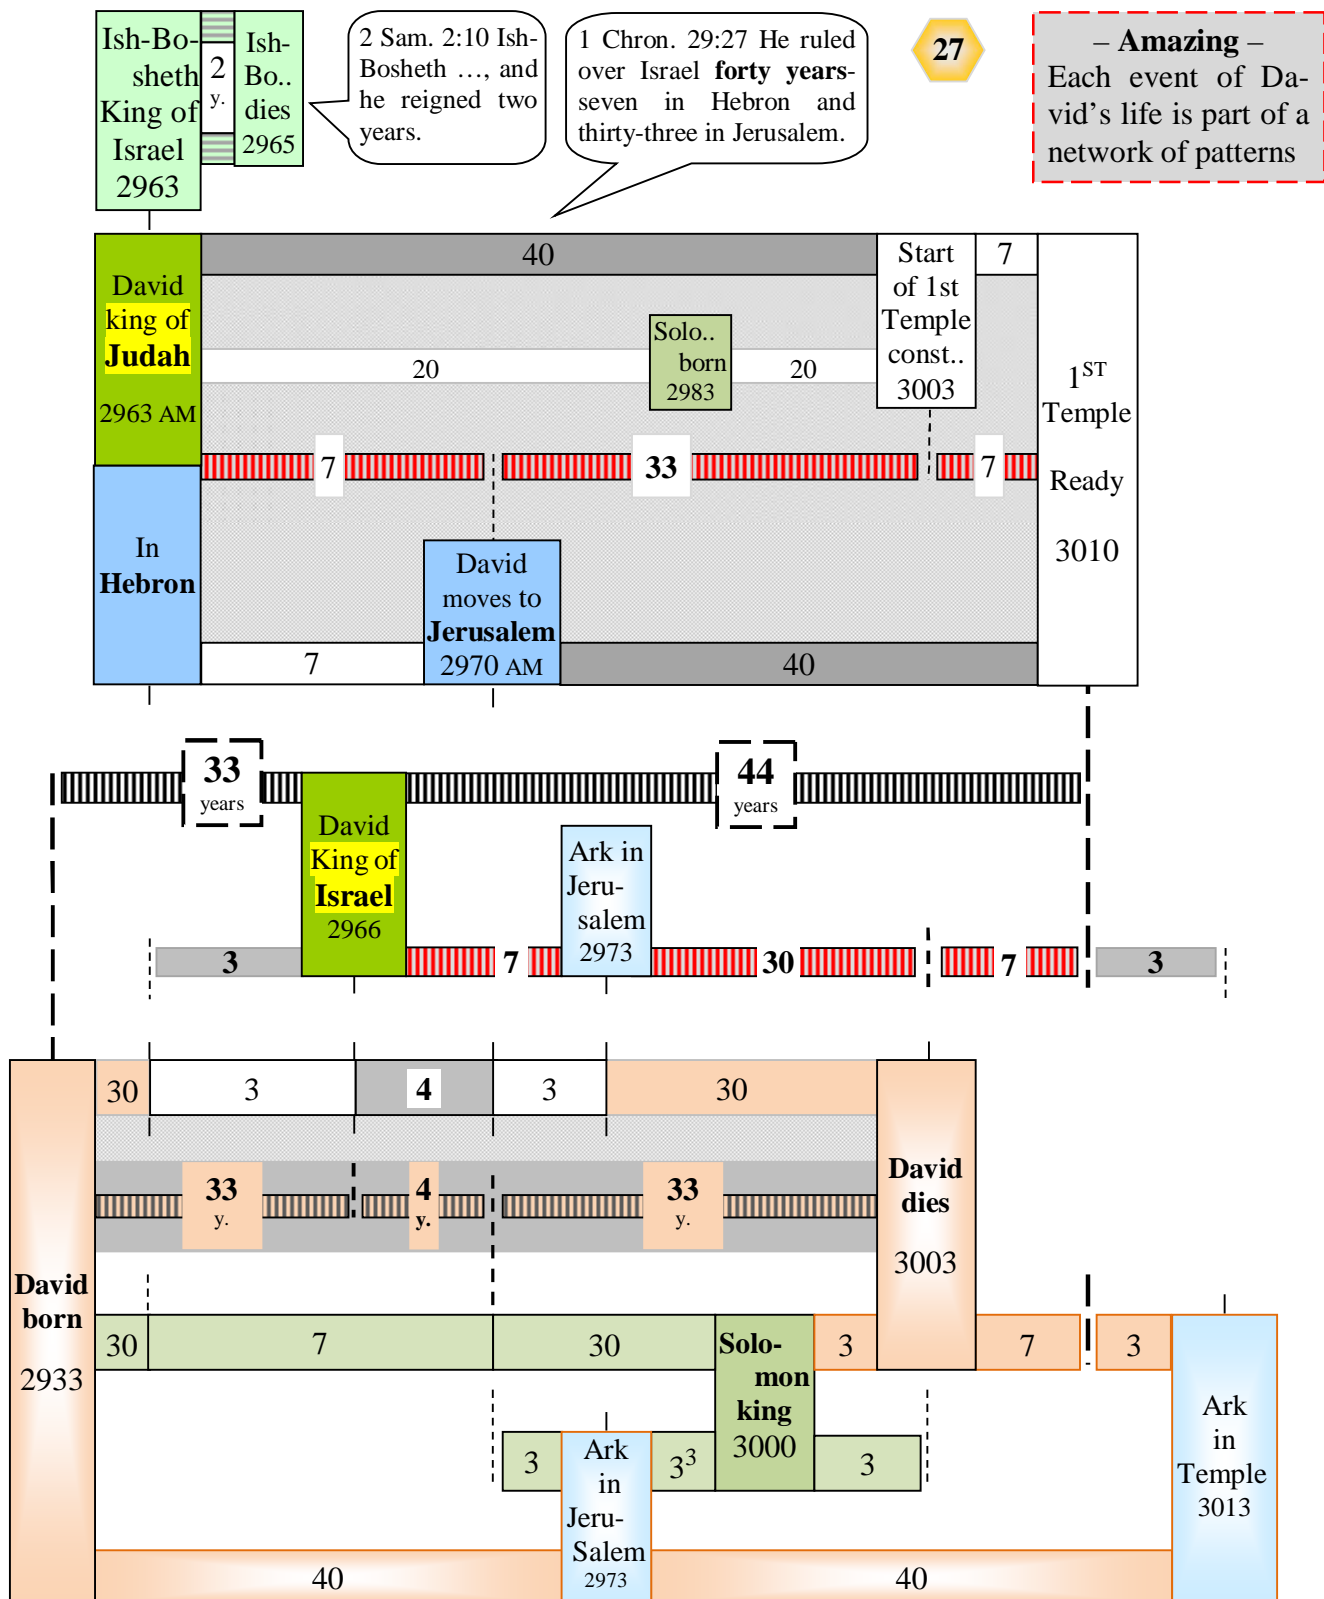 Ish-Bo-
sheth
King of
Israel
2963
2
y.
Ish-
Bo..
dies
2965
2 Sam. 2:10 Ish-
Bosheth …, and
he reigned two
years.
1 Chron. 29:27 He ruled
over Israel forty years-
seven in Hebron and
thirty-three in Jerusalem.
27
– Amazing –
Each event of Da-
vid’s life is part of a
network of patterns
David
king of
Judah
2963 AM
In
Hebron
40
Start
of 1st
Temple
const..
3003
7
20
Solo..
born
2983
20
7
33
7
1ST
Temple
Ready
3010
David
moves to
Jerusalem
2970 AM
7
40
33
years
44
years
David
King of
Israel
2966
Ark in
Jeru-
salem
2973
3
7
30
7
3
David
born
2933
30
3
4
3
30
33
y.
4
y.
33
y.
David
dies
3003
30
7
30
Solo-
mon
king
3000
3
7
3
3
Ark
in
Jeru-
Salem
2973
3³
3
Ark
in
Temple
3013
40
40